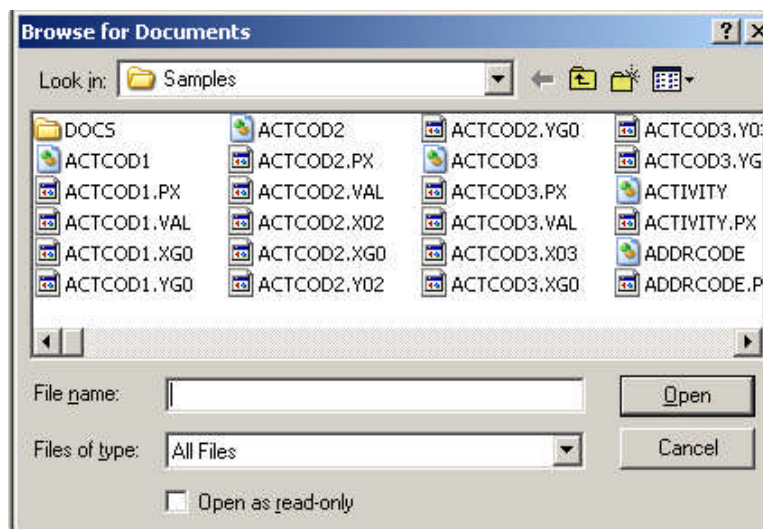 Browse for Documents
Look in: Samples
DOCS ACTCOD2 ACTCOD2.YG0 ACTCOD3.Y03
ACTCOD1 ACTCOD2.PX ACTCOD3 ACTCOD3.YG
ACTCOD1.PX ACTCOD2.VAL ACTCOD3.PX ACTIVITY
ACTCOD1.VAL ACTCOD2.X02 ACTCOD3.VAL ACTIVITY.PX
ACTCOD1.XG0 ACTCOD2.XG0 ACTCOD3.X03 ADDRCODE
ACTCOD1.YG0 ACTCOD2.Y02 ACTCOD3.XG0 ADDRCODE.P
File name: Open
Files of type: All Files Cancel
Open as read-only